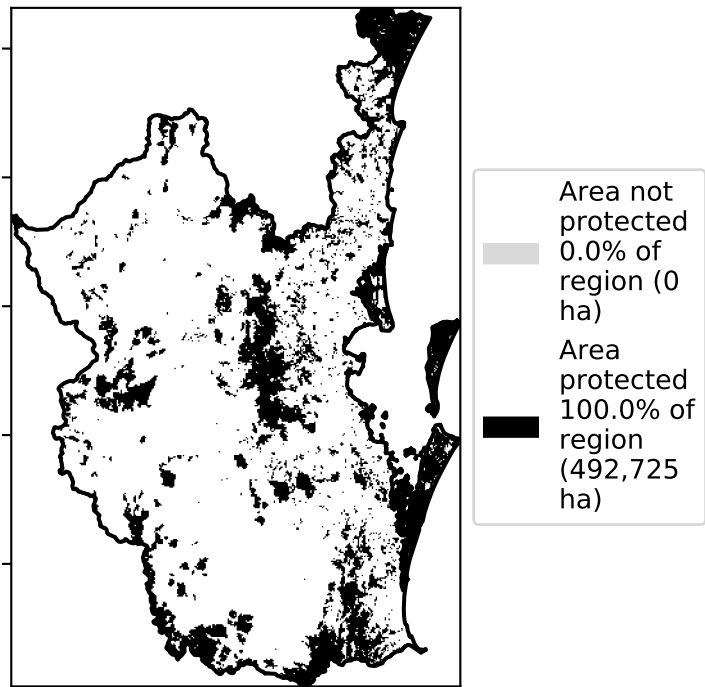 Area not
protected
0.0% of
region (0
ha)
Area
protected
100.0% of
region
(492,725
ha)